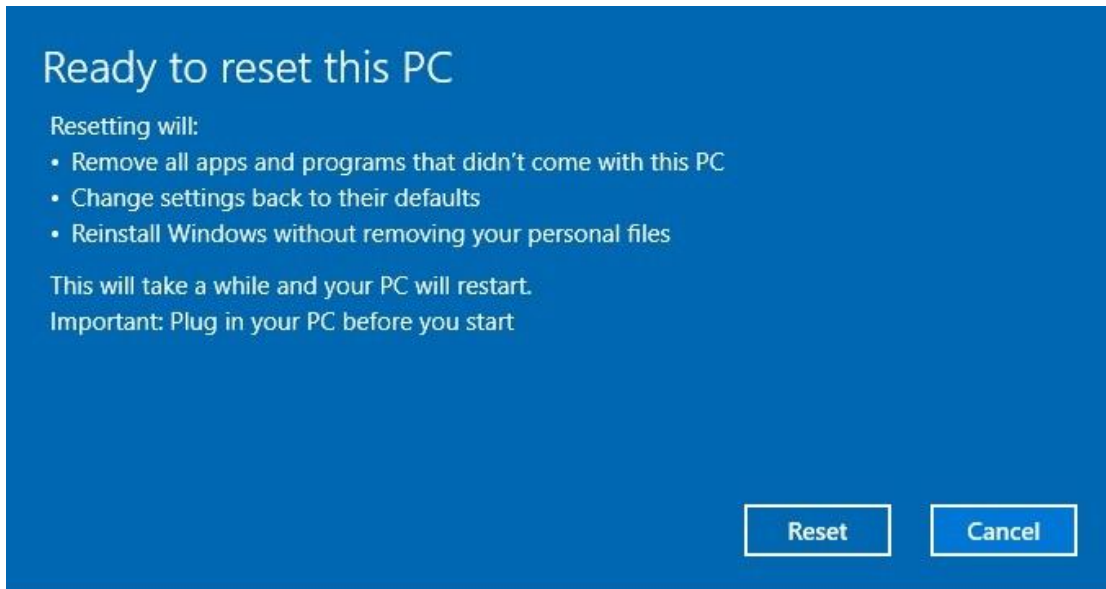 Ready to reset this PC
Resetting will:
• Remove all apps and programs that didn't come with this PC
• Change settings back to their defaults
• Reinstall Windows without removing your personal files
This will take a while and your PC will restart.
Important: Plug in your PC before you start
Reset
Cancel